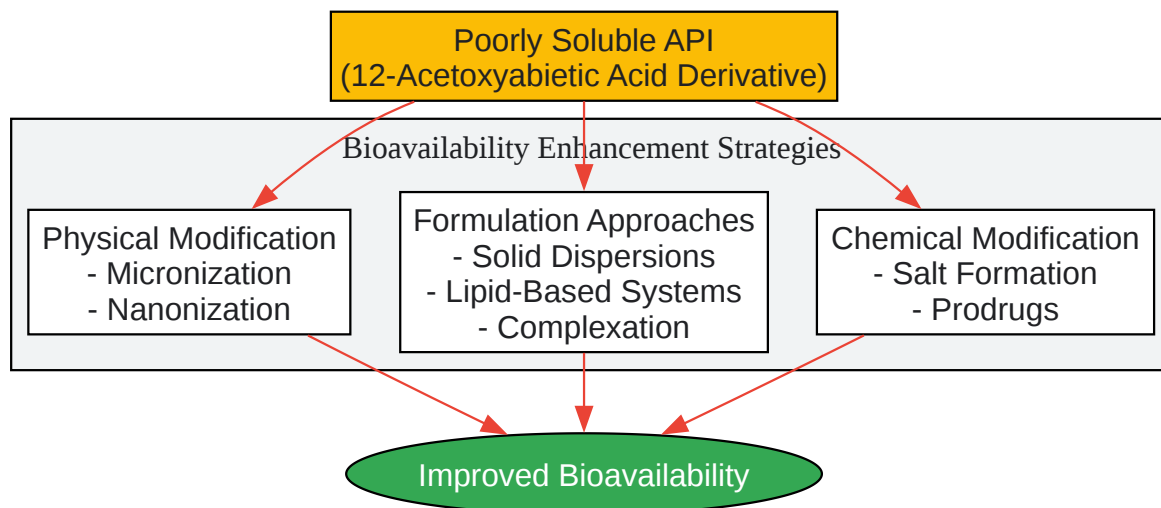 Poorly Soluble API
(12-Acetoxyabietic Acid Derivative)
Bioavailability Enhancement Strategies
Physical Modification
- Micronization
- Nanonization
Formulation Approaches
- Solid Dispersions
- Lipid-Based Systems
- Complexation
Chemical Modification
- Salt Formation
- Prodrugs
Improved Bioavailability